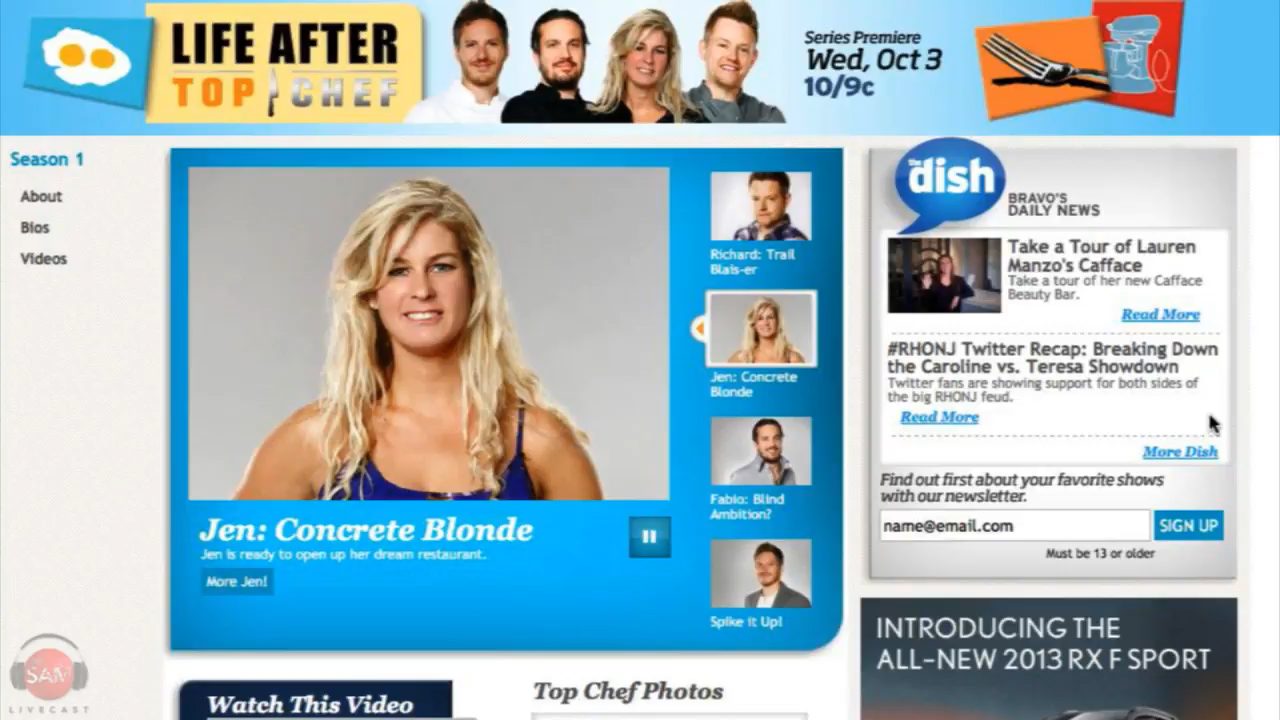 LIFE AFTER
TOP CHEF
Series Premiere
Wed, Oct 3
10/9c
Season 1
About
Bios
Videos
Jen: Concrete Blonde
Jen is ready to open up her dream restaurant.
More Jen!
Richard: Trail
Blais-er
Jen: Concrete
Blonde
Fabio: Blind
Ambition?
Spike it Up!
the dish
BRAVO'S
DAILY NEWS
Take a Tour of Lauren
Manzo's Cafface
Take a tour of her new Cafface
Beauty Bar.
Read More
#RHONJ Twitter Recap: Breaking Down
the Caroline vs. Teresa Showdown
Twitter fans are showing support for both sides of
the big RHONJ feud.
Read More
More Dish
Find out first about your favorite shows
with our newsletter.
name@email.com
SIGN UP
Must be 13 or older
INTRODUCING THE
ALL-NEW 2013 RX F SPORT
Watch This Video
Top Chef Photos
SAM
LIVECAST